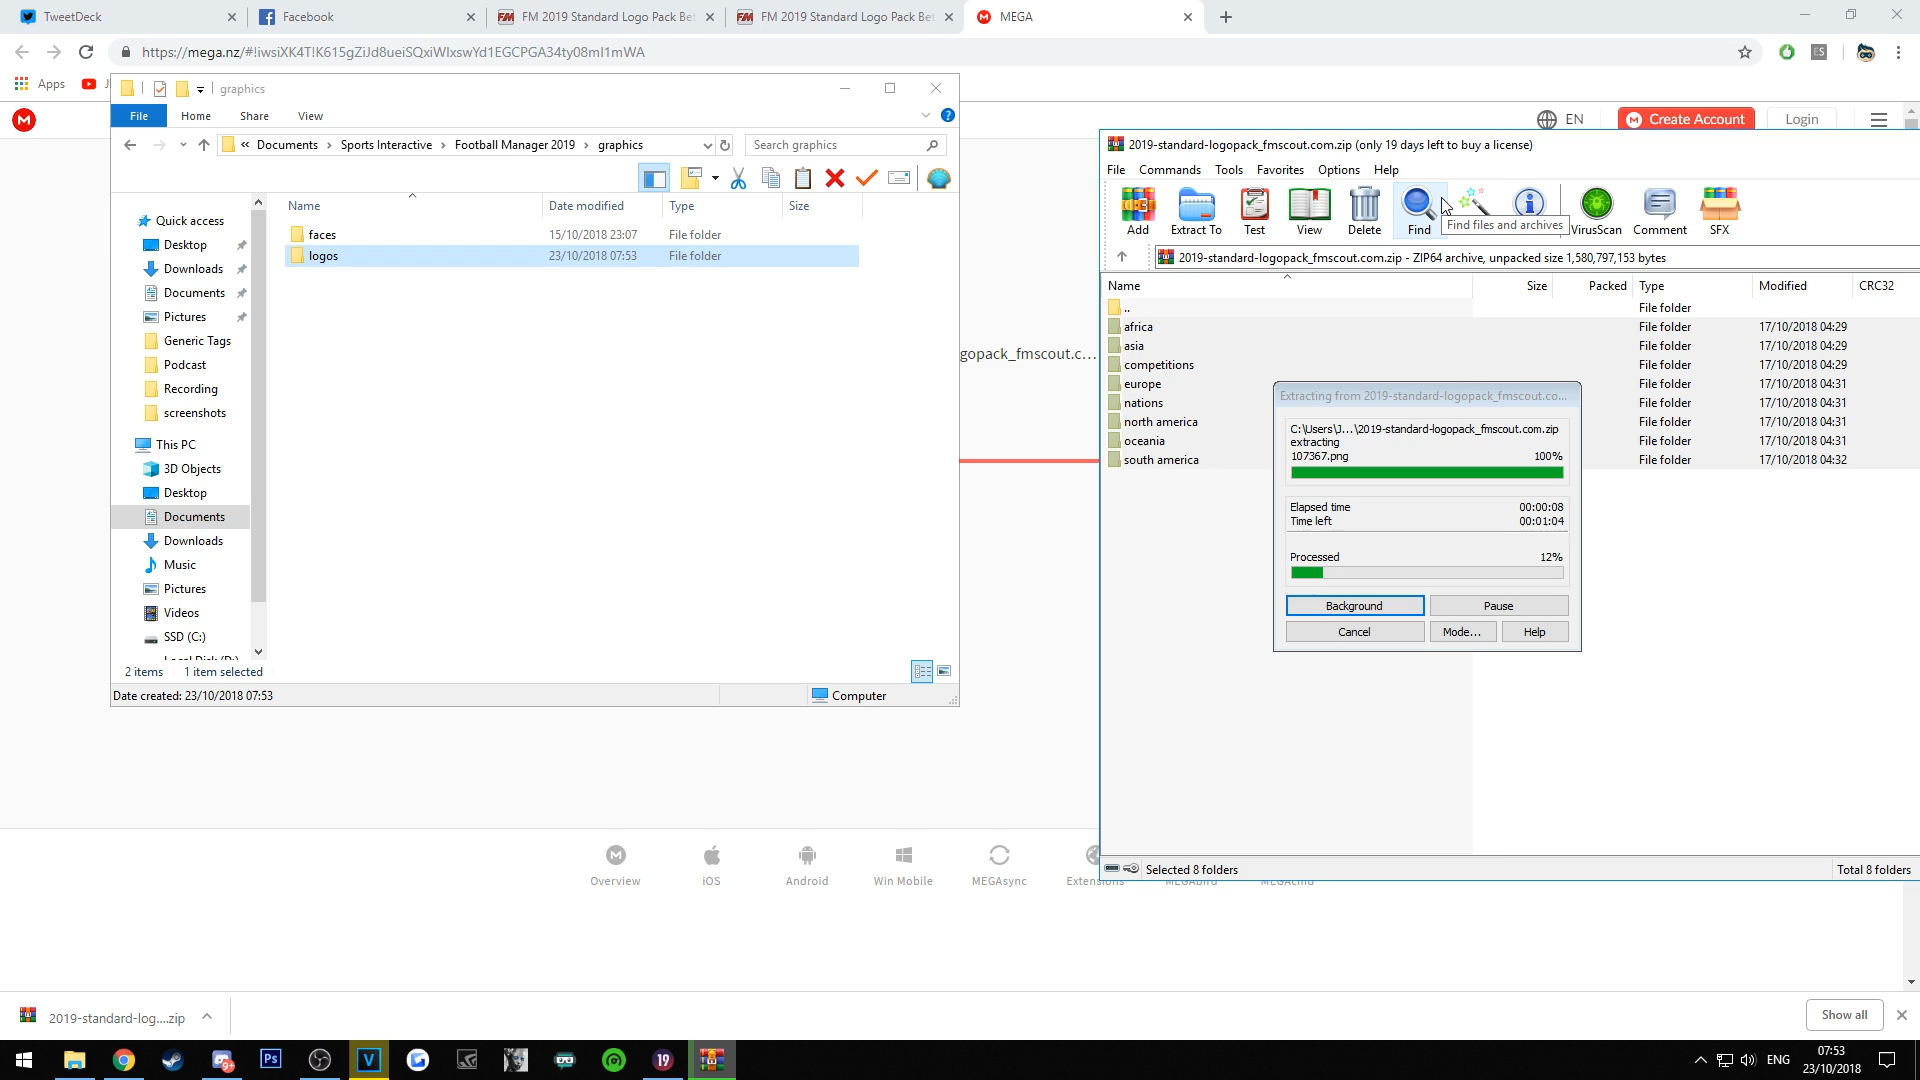 TweetDeck
Facebook
FM 2019 Standard Logo Pack Bet
FM 2019 Standard Logo Pack Bet
MEGA
https://mega.nz/#!iwsiXK4T!K615gZiJd8ueiSQxiWIxswYd1EGCPGA34ty08mI1mWA
Apps
graphics
File
Home
Share
View
« Documents › Sports Interactive › Football Manager 2019 › graphics
Search graphics
Name
Date modified
Type
Size
faces
15/10/2018 23:07
File folder
logos
23/10/2018 07:53
File folder
Quick access
Desktop
Downloads
Documents
Pictures
Generic Tags
Podcast
Recording
screenshots
This PC
3D Objects
Desktop
Documents
Downloads
Music
Pictures
Videos
SSD (C:)
2 items
1 item selected
Date created: 23/10/2018 07:53
Computer
EN
Create Account
Login
gopack_fmscout.c...
2019-standard-logopack_fmscout.com.zip (only 19 days left to buy a license)
File Commands Tools Favorites Options Help
Add
Extract To
Test
View
Delete
Find
Find files and archives
VirusScan
Comment
SFX
2019-standard-logopack_fmscout.com.zip - ZIP64 archive, unpacked size 1,580,797,153 bytes
Name
Size
Packed
Type
Modified
CRC32
..
File folder
africa
File folder
17/10/2018 04:29
asia
File folder
17/10/2018 04:29
competitions
File folder
17/10/2018 04:29
europe
File folder
17/10/2018 04:31
nations
File folder
17/10/2018 04:31
north america
File folder
17/10/2018 04:31
oceania
File folder
17/10/2018 04:31
south america
File folder
17/10/2018 04:32
Extracting from 2019-standard-logopack_fmscout.co...
C:\Users\J...\2019-standard-logopack_fmscout.com.zip
extracting
107367.png
100%
Elapsed time
00:00:08
Time left
00:01:04
Processed
12%
Background
Pause
Cancel
Mode...
Help
Selected 8 folders
Total 8 folders
Overview
iOS
Android
Win Mobile
MEGAsync
Extensions
2019-standard-log....zip
Show all
ENG
07:53
23/10/2018